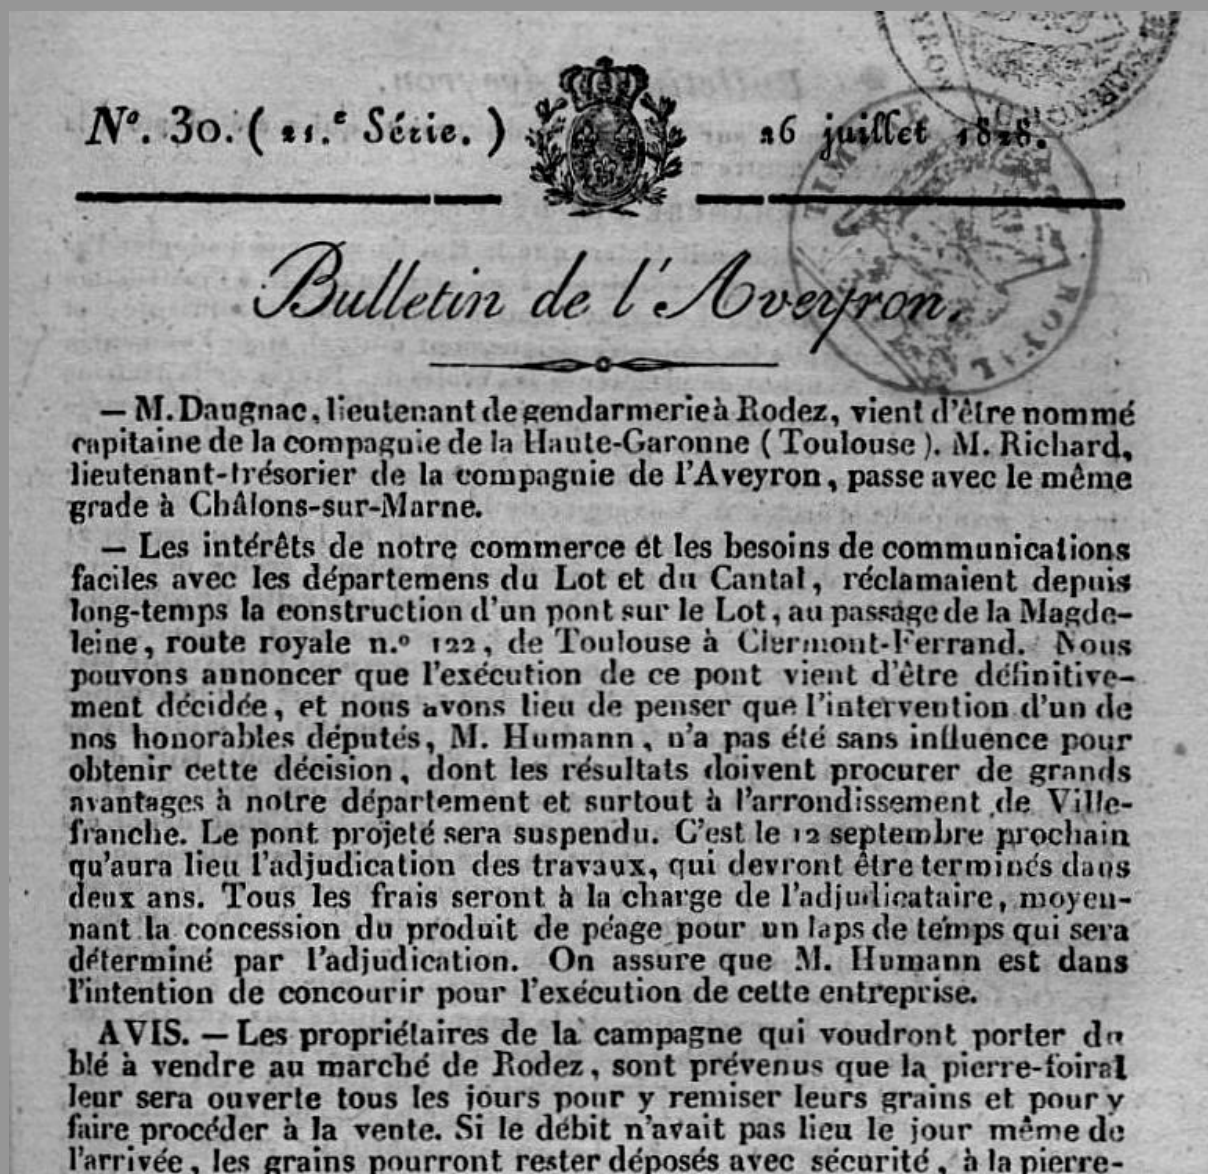 N.º 30. (21.e Série.) 26 juillet 1828.
TIMBRE ROYAL
Bulletin de l'Aveyron.
— M. Daugnac, lieutenant de gendarmerie à Rodez, vient d'être nommé
capitaine de la compagnie de la Haute-Garonne (Toulouse). M. Richard,
lieutenant-trésorier de la compagnie de l'Aveyron, passe avec le même
grade à Châlons-sur-Marne.
— Les intérêts de notre commerce et les besoins de communications
faciles avec les départemens du Lot et du Cantal, réclamaient depuis
long-temps la construction d'un pont sur le Lot, au passage de la Magde-
leine, route royale n.º 122, de Toulouse à Clermont-Ferrand. Nous
pouvons annoncer que l'exécution de ce pont vient d'être définitive-
ment décidée, et nous avons lieu de penser que l'intervention d'un de
nos honorables députés, M. Humann, n'a pas été sans influence pour
obtenir cette décision, dont les résultats doivent procurer de grands
avantages à notre département et surtout à l'arrondissement de Ville-
franche. Le pont projeté sera suspendu. C'est le 12 septembre prochain
qu'aura lieu l'adjudication des travaux, qui devront être terminés dans
deux ans. Tous les frais seront à la charge de l'adjudicataire, moyen-
nant la concession du produit de péage pour un laps de temps qui sera
déterminé par l'adjudication. On assure que M. Humann est dans
l'intention de concourir pour l'exécution de cette entreprise.
AVIS. — Les propriétaires de la campagne qui voudront porter du
blé à vendre au marché de Rodez, sont prévenus que la pierre-foiral
leur sera ouverte tous les jours pour y remiser leurs grains et pour y
faire procéder à la vente. Si le débit n'avait pas lieu le jour même de
l'arrivée, les grains pourront rester déposés avec sécurité, à la pierre-